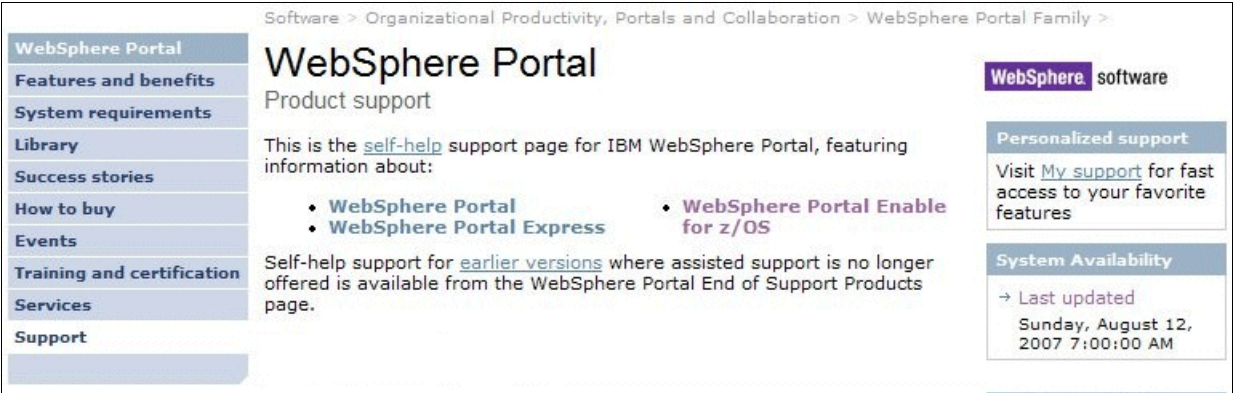 Software > Organizational Productivity, Portals and Collaboration > WebSphere Portal Family >
WebSphere Portal
Features and benefits
System requirements
Library
Success stories
How to buy
Events
Training and certification
Services
Support
WebSphere Portal
Product support
This is the self-help support page for IBM WebSphere Portal, featuring
information about:
• WebSphere Portal
• WebSphere Portal Express
• WebSphere Portal Enable
for z/OS
Self-help support for earlier versions where assisted support is no longer
offered is available from the WebSphere Portal End of Support Products
page.
WebSphere. software
Personalized support
Visit My support for fast
access to your favorite
features
System Availability
→ Last updated
Sunday, August 12,
2007 7:00:00 AM